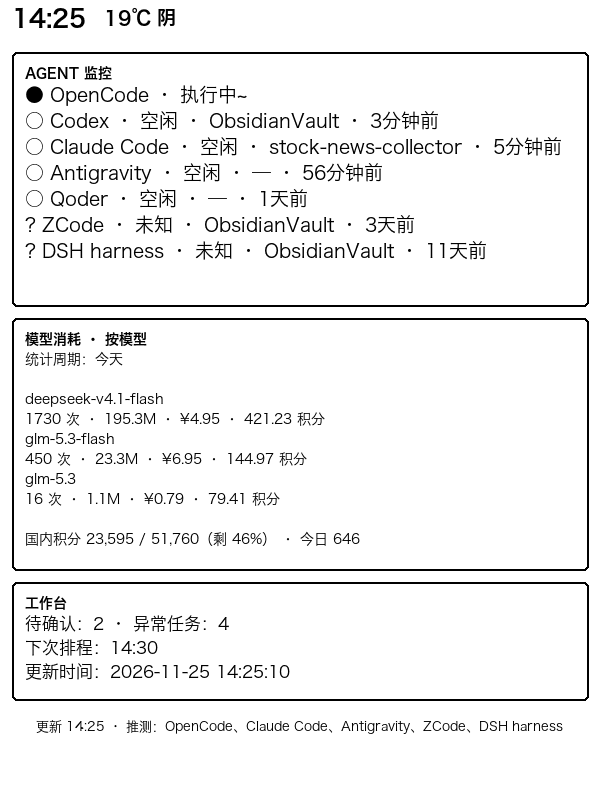 14:25 19℃ 阴
AGENT 监控
● OpenCode · 执行中~
○ Codex · 空闲 · ObsidianVault · 3分钟前
○ Claude Code · 空闲 · stock-news-collector · 5分钟前
○ Antigravity · 空闲 · — · 56分钟前
○ Qoder · 空闲 · — · 1天前
? ZCode · 未知 · ObsidianVault · 3天前
? DSH harness · 未知 · ObsidianVault · 11天前
模型消耗 · 按模型
统计周期: 今天
deepseek-v4.1-flash
1730 次 · 195.3M · ¥4.95 · 421.23 积分
glm-5.3-flash
450 次 · 23.3M · ¥6.95 · 144.97 积分
glm-5.3
16 次 · 1.1M · ¥0.79 · 79.41 积分
国内积分 23,595 / 51,760（剩 46%） · 今日 646
工作台
待确认: 2 · 异常任务: 4
下次排程: 14:30
更新时间: 2026-11-25 14:25:10
更新 14:25 · 推测: OpenCode、Claude Code、Antigravity、ZCode、DSH harness